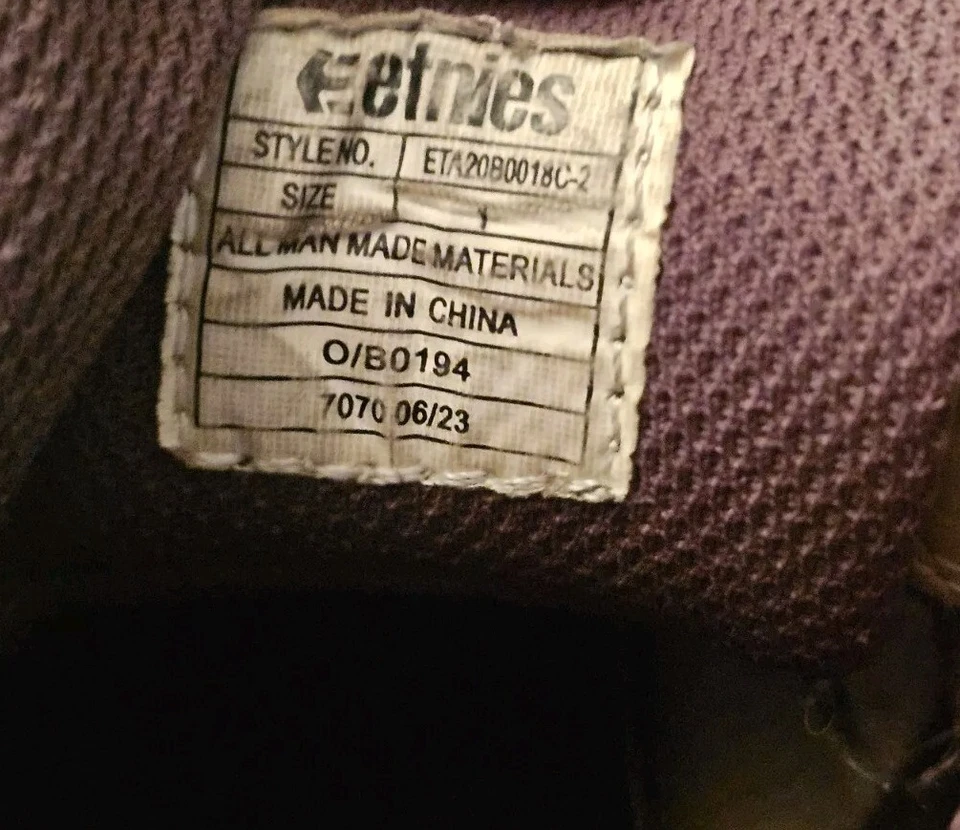 etnies
STYLE NO. ETA20B0018C-2
SIZE
ALL MAN MADE MATERIALS
MADE IN CHINA
O/B0194
7070 06/23